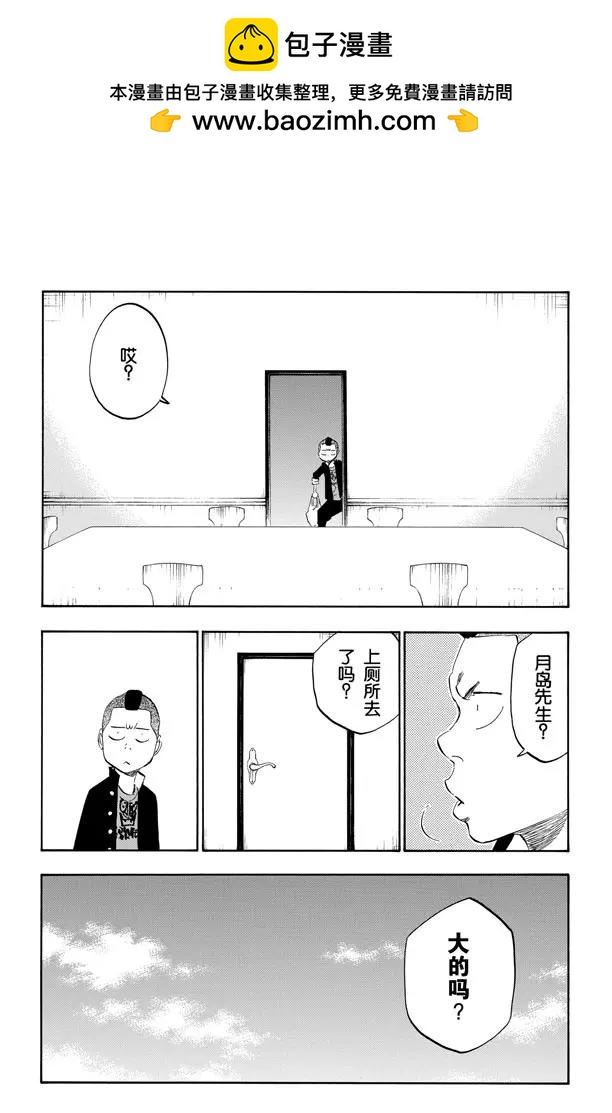 包子漫畫
本漫畫由包子漫畫收集整理，更多免費漫畫請訪問
👉 www.baozimh.com 👈
哎？
月岛先生？
上厕所去
了吗？
大的吗？